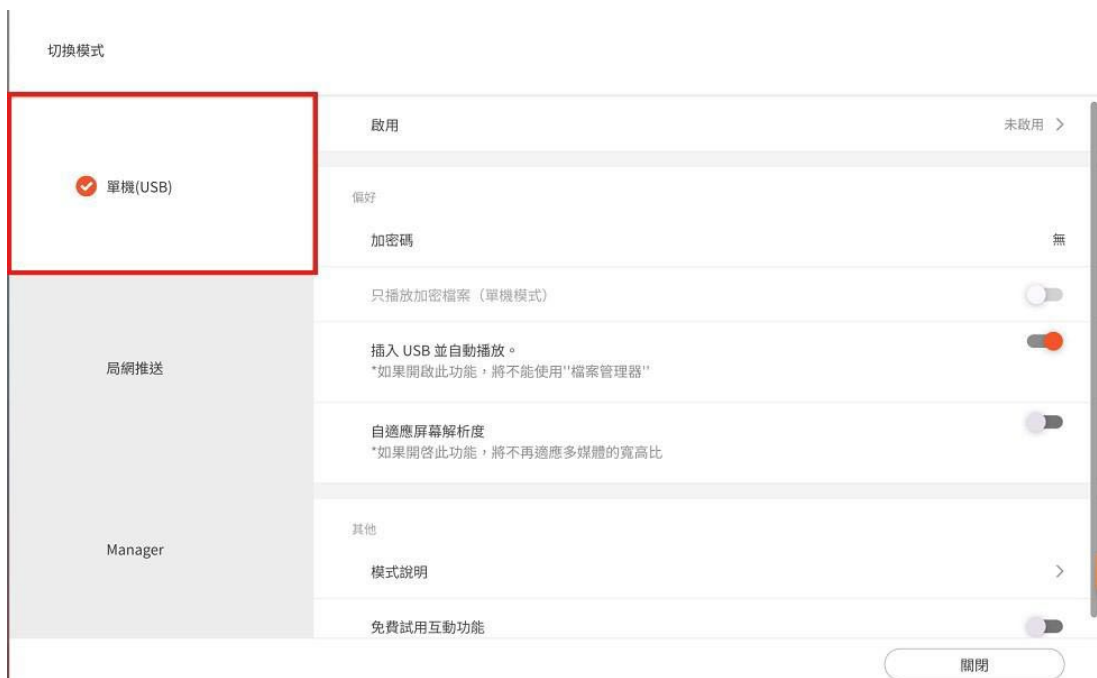 切換模式
單機(USB)
局網推送
Manager
啟用
未啟用
偏好
加密碼
無
只播放加密檔案（單機模式）
插入 USB 並自動播放。
*如果開啟此功能，將不能使用''檔案管理器''
自適應屏幕解析度
*如果開啓此功能，將不再適應多媒體的寬高比
其他
模式說明
免費試用互動功能
關閉